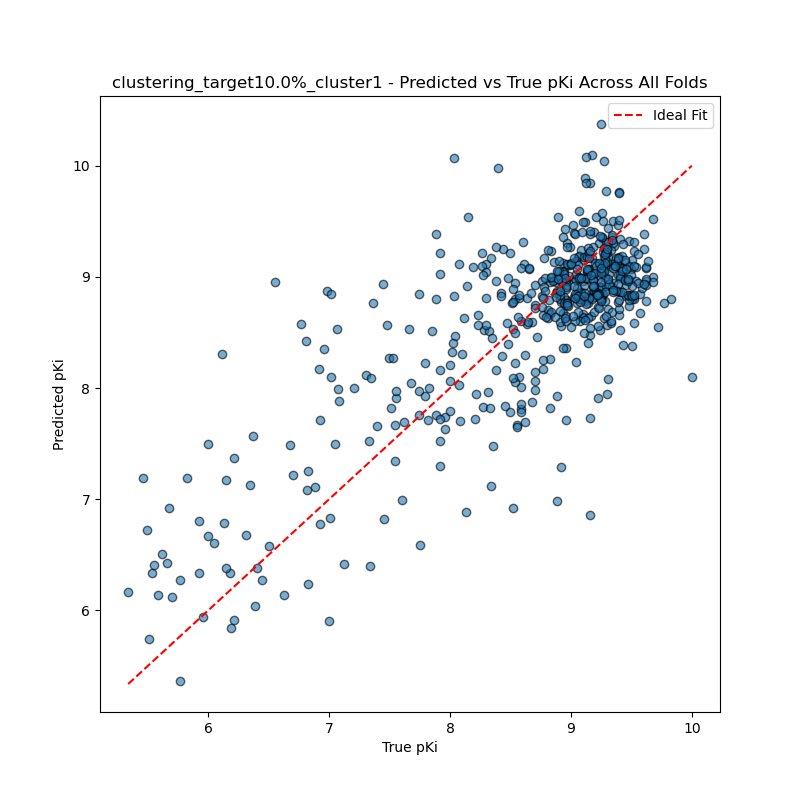 clustering_target10.0%_cluster1 - Predicted vs True pKi Across All Folds
Ideal Fit
10
9
8
7
6
Predicted pKi
6 7 8 9 10
True pKi